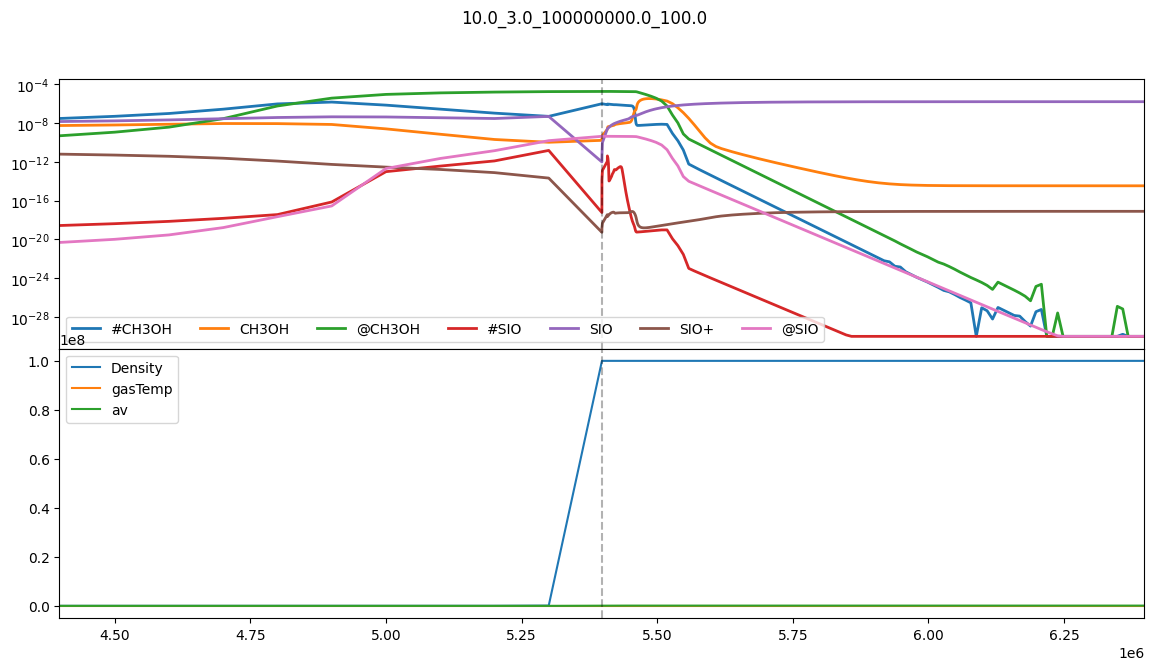 10.0_3.0_100000000.0_100.0
10⁻⁴
10⁻⁸
10⁻¹²
10⁻¹⁶
10⁻²⁰
10⁻²⁴
10⁻²⁸
#CH3OH CH3OH @CH3OH #SIO SIO SIO+ @SIO
1e8
1.0
0.8
0.6
0.4
0.2
0.0
Density
gasTemp
av
4.50 4.75 5.00 5.25 5.50 5.75 6.00 6.25
1e6